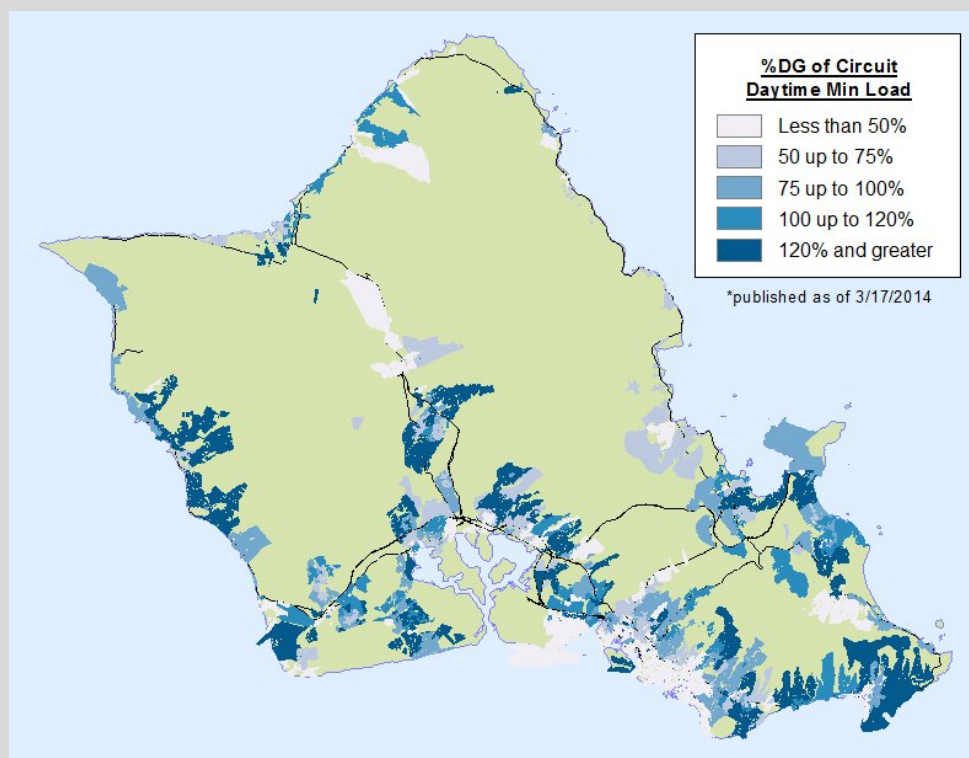 %DG of Circuit
Daytime Min Load
Less than 50%
50 up to 75%
75 up to 100%
100 up to 120%
120% and greater
*published as of 3/17/2014